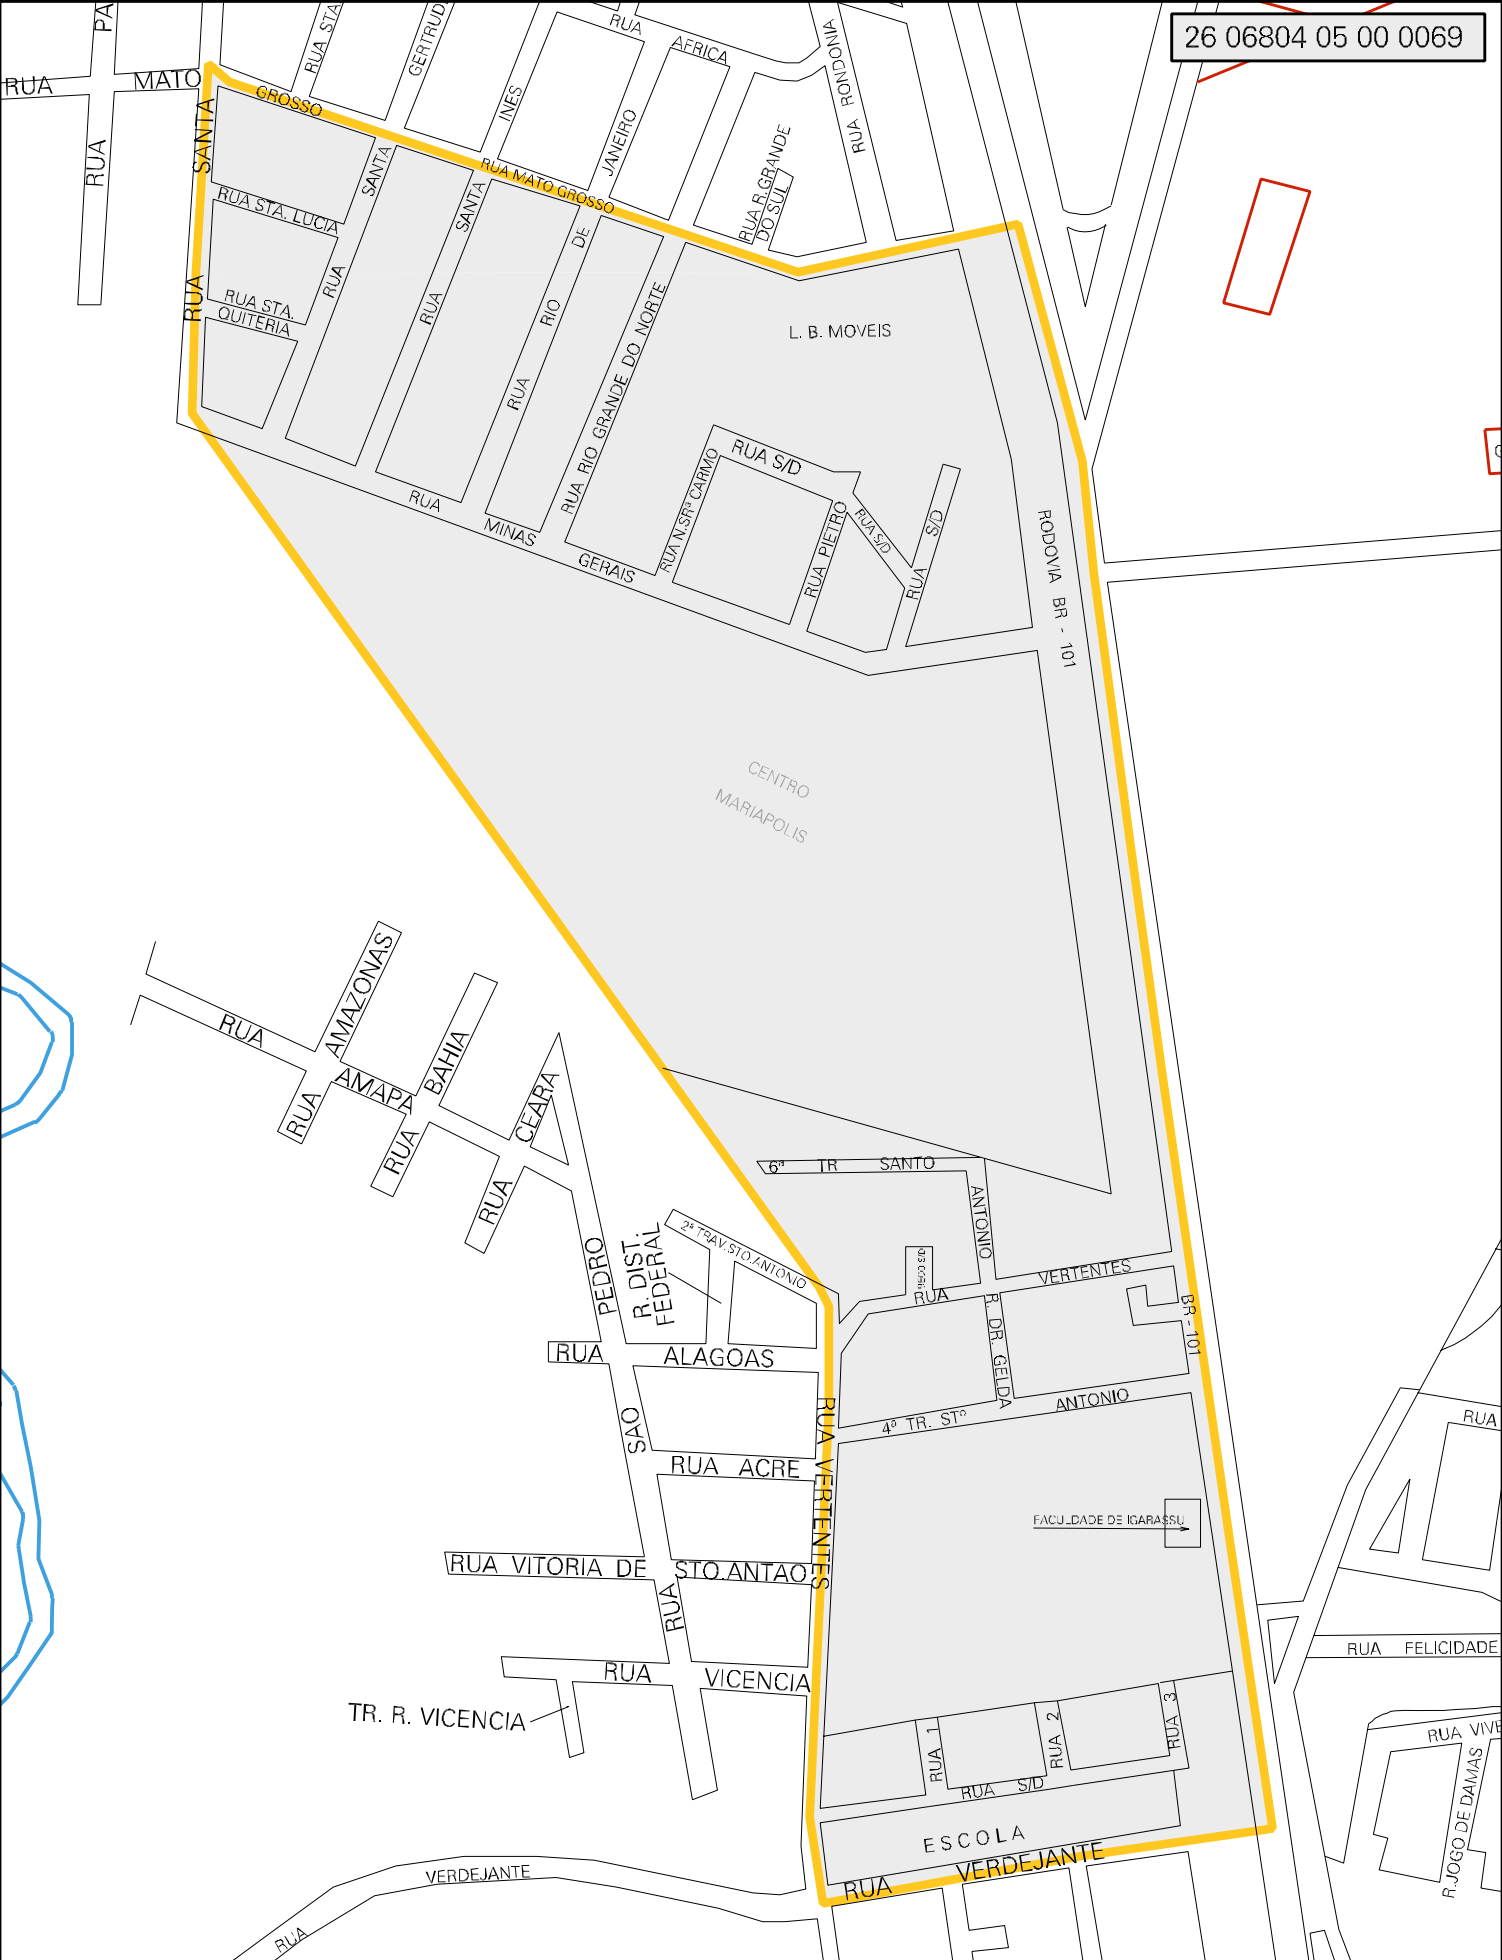 26 06804 05 00 0069
PA
RUA STA
GERTRUD
RUA
AFRICA
RUA RONDONIA
RUA
MATO
GROSSO
INES
JANEIRO
RUA R.GRANDE
DO SUL
RUA
SANTA
RUA
RUA MATO GROSSO
RUA STA. LUCIA
SANTA
RUA
SANTA
RUA
DE
RIO
RUA
RUA STA.
QUITERIA
RUA RIO GRANDE DO NORTE
L. B. MOVEIS
RUA S/D
RUA N.SRª CARMO
RUA PIETRO
RUA S/D
RUA
S/D
RUA
MINAS
GERAIS
RODOVIA BR - 101
CENTRO
MARIAPOLIS
RUA
AMAZONAS
RUA
AMAPA
BAHIA
RUA
CEARA
RUA
6ª TR SANTO
ANTONIO
2ª TRAV.STO.ANTONIO
R. DIST.
FEDERAL
PEDRO
SAO
RUA
RUA
VERTENTES
R. DR. GELDA
BR - 101
RUA ALAGOAS
4ª TR. STº
ANTONIO
RUA VERTENTES
RUA ACRE
RUA
FACULDADE DE IGARASSU
RUA VITORIA DE STO.ANTAO
RUA VICENCIA
RUA FELICIDADE
TR. R. VICENCIA
RUA 1
RUA 2
RUA 3
RUA VIVE
RUA S/D
R.JOGO DE DAMAS
ESCOLA
RUA
VERDEJANTE
VERDEJANTE
RUA